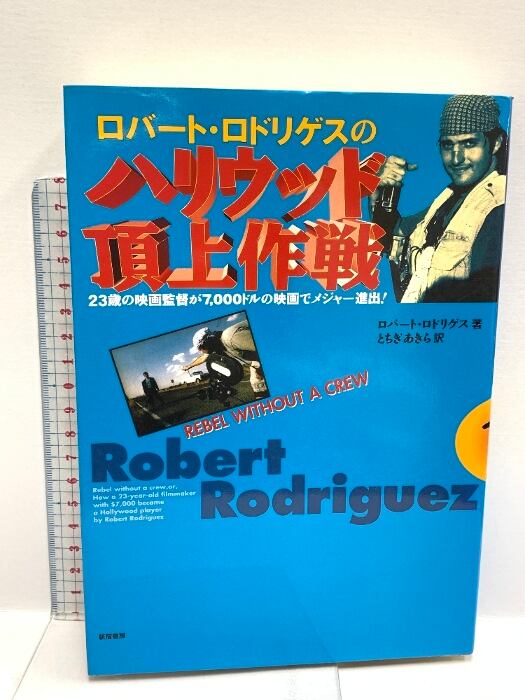 ロバート・ロドリゲスの
ハリウッド
頂上作戦
23歳の映画監督が7,000ドルの映画でメジャー進出!
ロバート・ロドリゲス 著
とちぎあきら 訳
REBEL WITHOUT A CREW
Robert
Rodriguez
Rebel without a crew,or,
How a 23-year-old filmmaker
with $7,000 became
a Hollywood player
by Robert Rodriguez